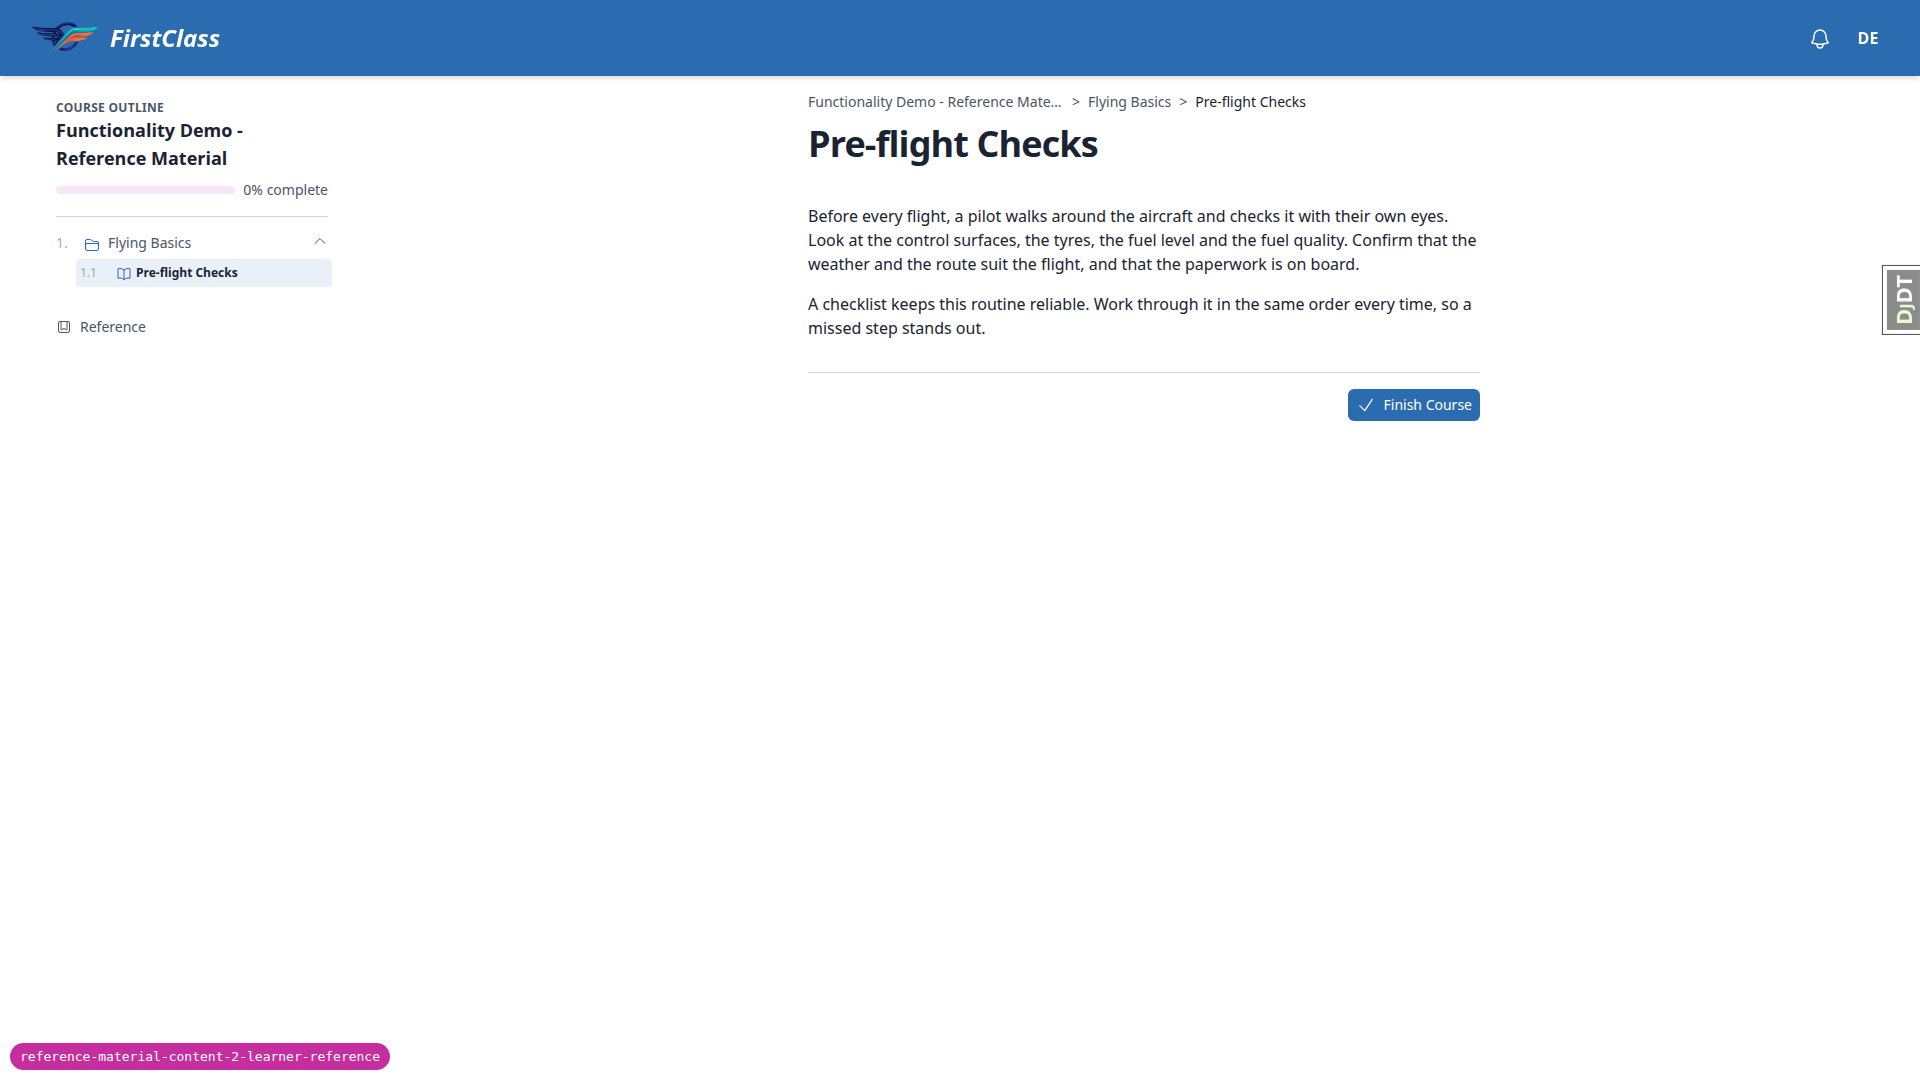 FirstClass
DE
COURSE OUTLINE
Functionality Demo -
Reference Material
0% complete
1. Flying Basics
1.1 Pre-flight Checks
Reference
Functionality Demo - Reference Mate... > Flying Basics > Pre-flight Checks
Pre-flight Checks
Before every flight, a pilot walks around the aircraft and checks it with their own eyes.
Look at the control surfaces, the tyres, the fuel level and the fuel quality. Confirm that the
weather and the route suit the flight, and that the paperwork is on board.
A checklist keeps this routine reliable. Work through it in the same order every time, so a
missed step stands out.
Finish Course
DJDT
reference-material-content-2-learner-reference